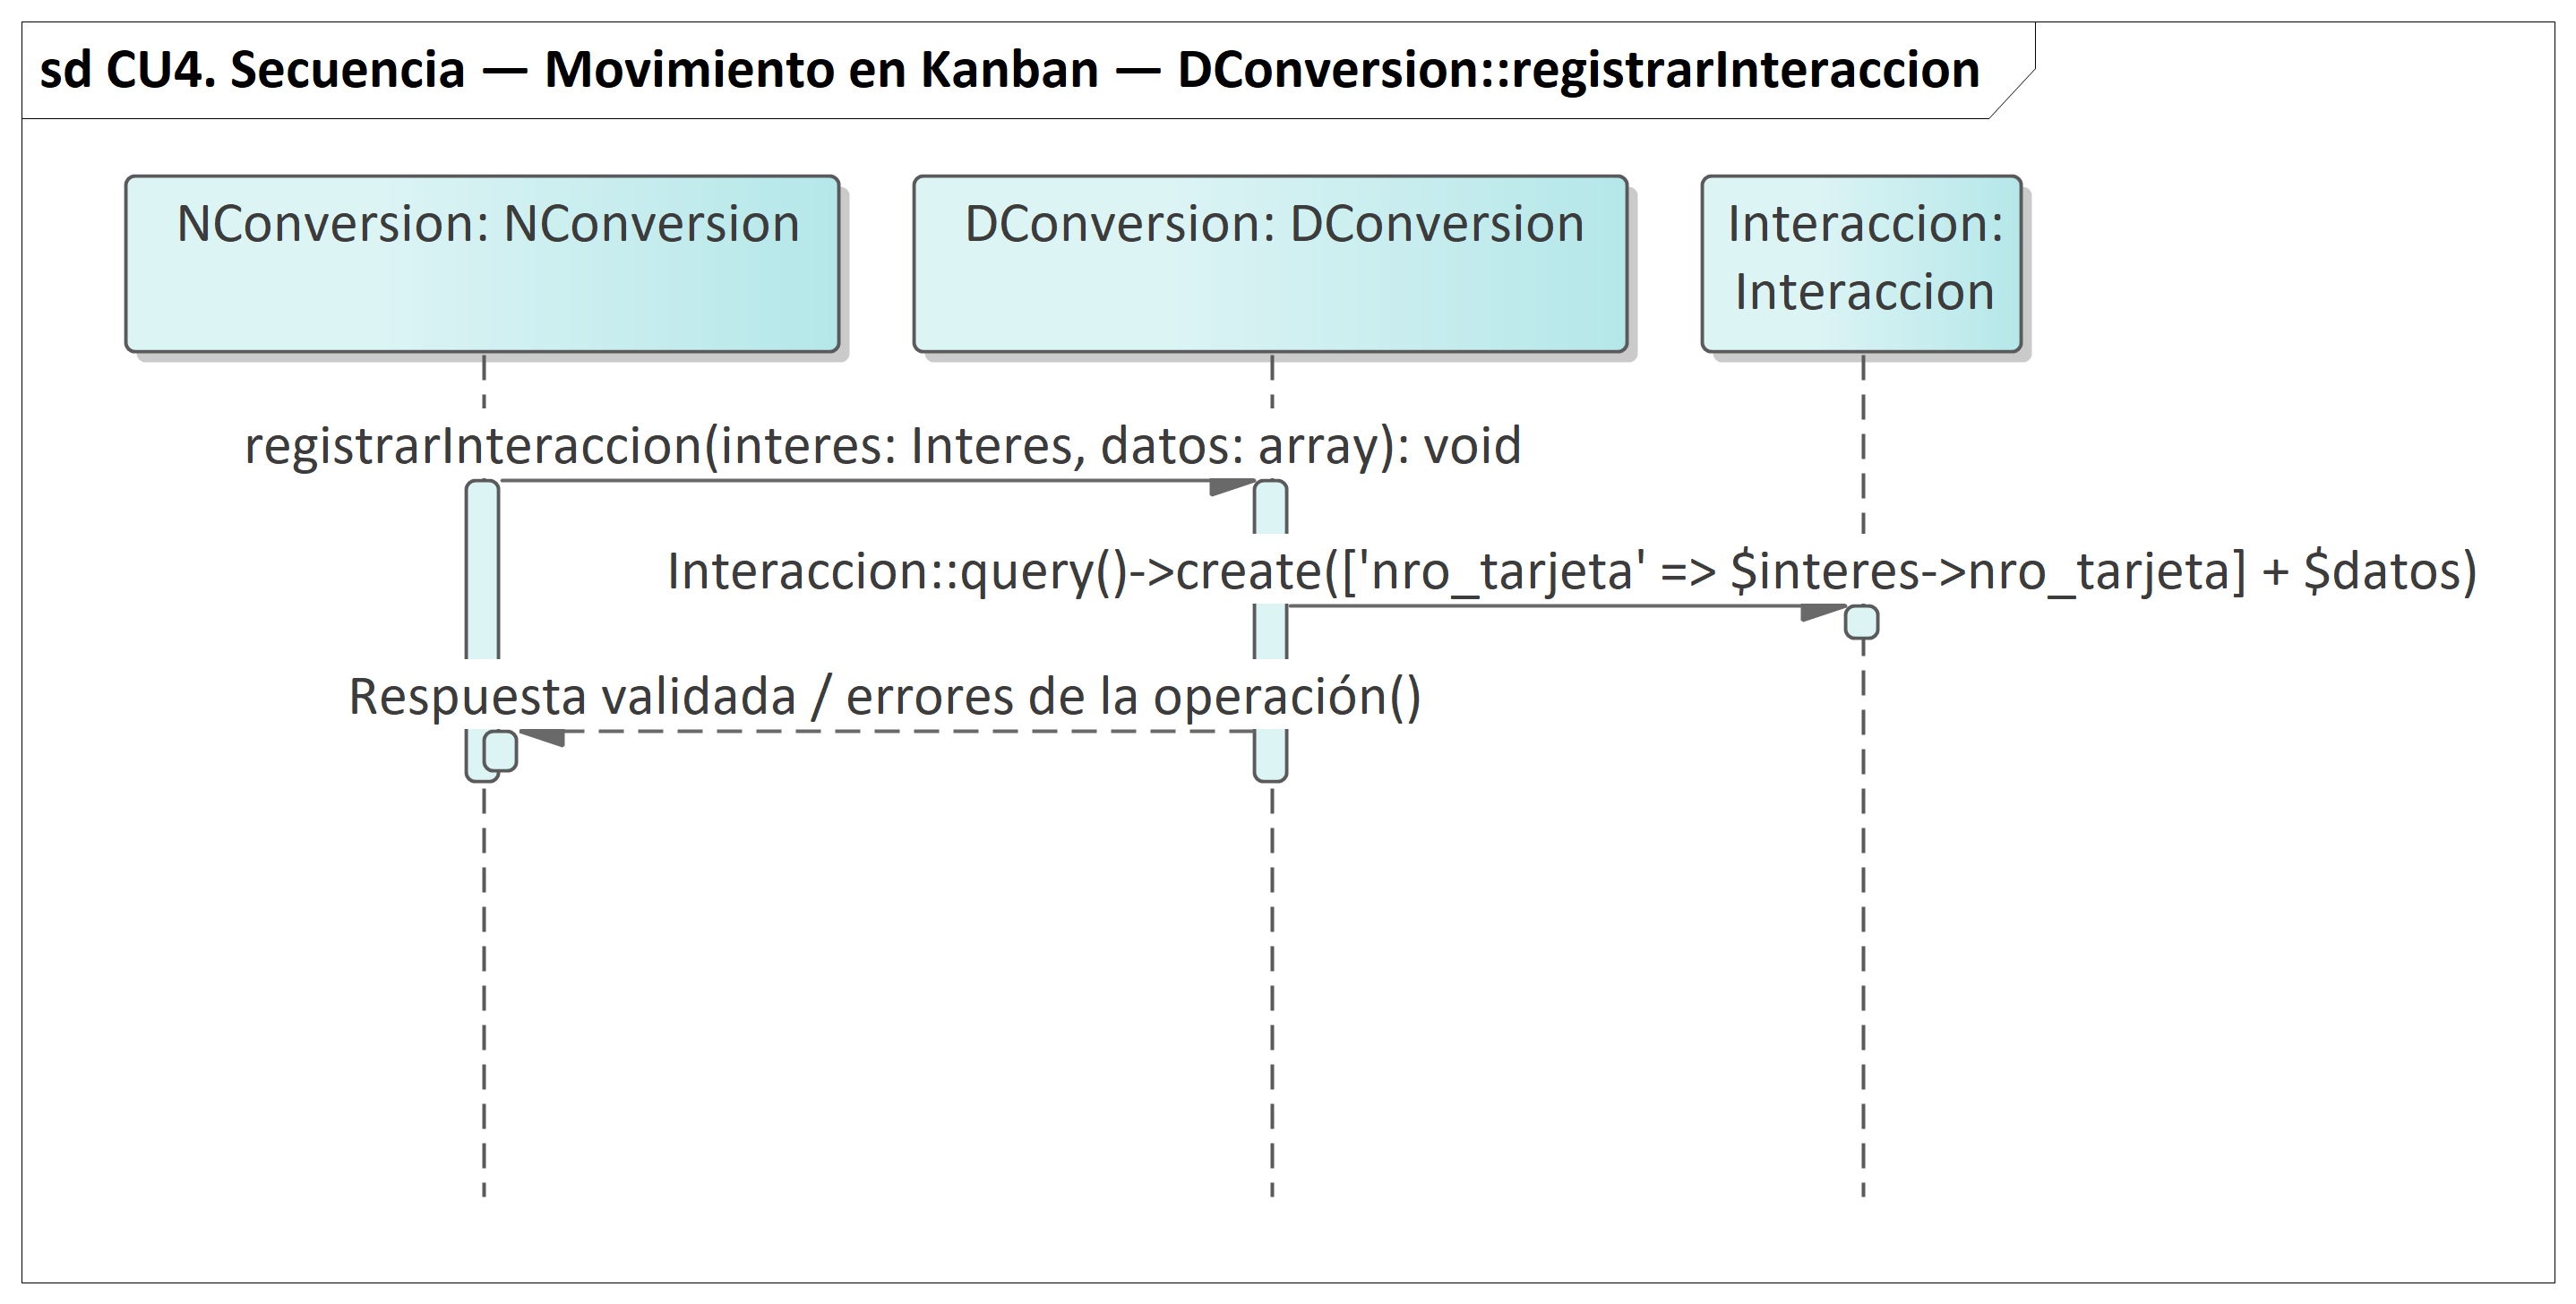 sd CU4. Secuencia — Movimiento en Kanban — DConversion::registrarInteraccion
NConversion: NConversion
DConversion: DConversion
Interaccion:
Interaccion
registrarInteraccion(interes: Interes, datos: array): void
Interaccion::query()->create(['nro_tarjeta' => $interes->nro_tarjeta] + $datos)
Respuesta validada / errores de la operación()